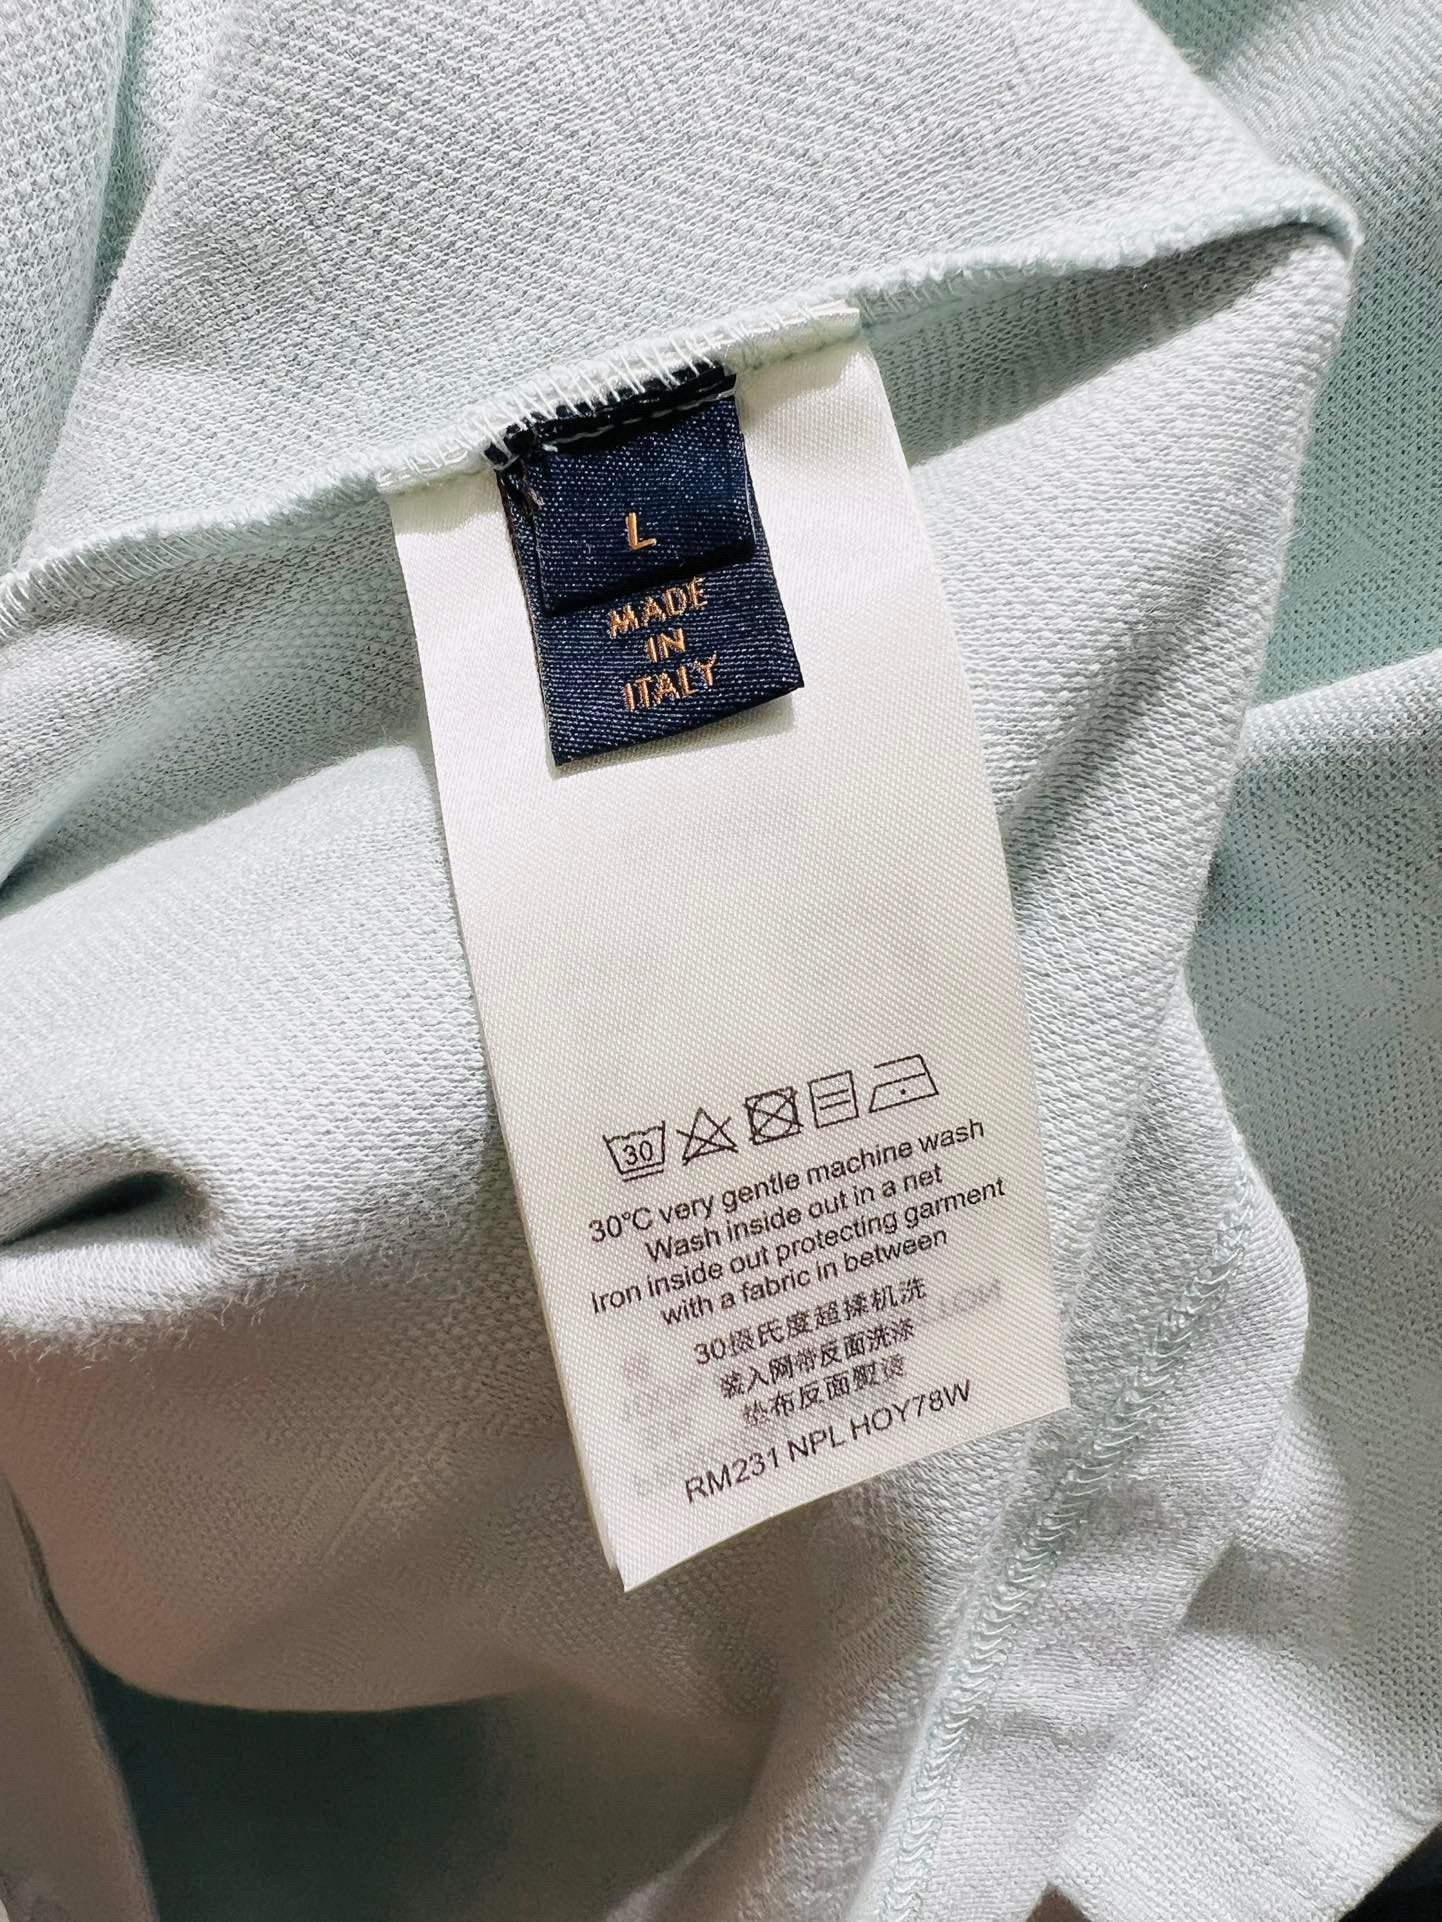 L
MADE
IN
ITALY
30
30°C very gentle machine wash
Wash inside out in a net
Iron inside out protecting garment
with a fabric in between
30摄氏度超揉机洗
装入网带反面洗涤
垫布反面熨烫
RM231 NPL HOY78W